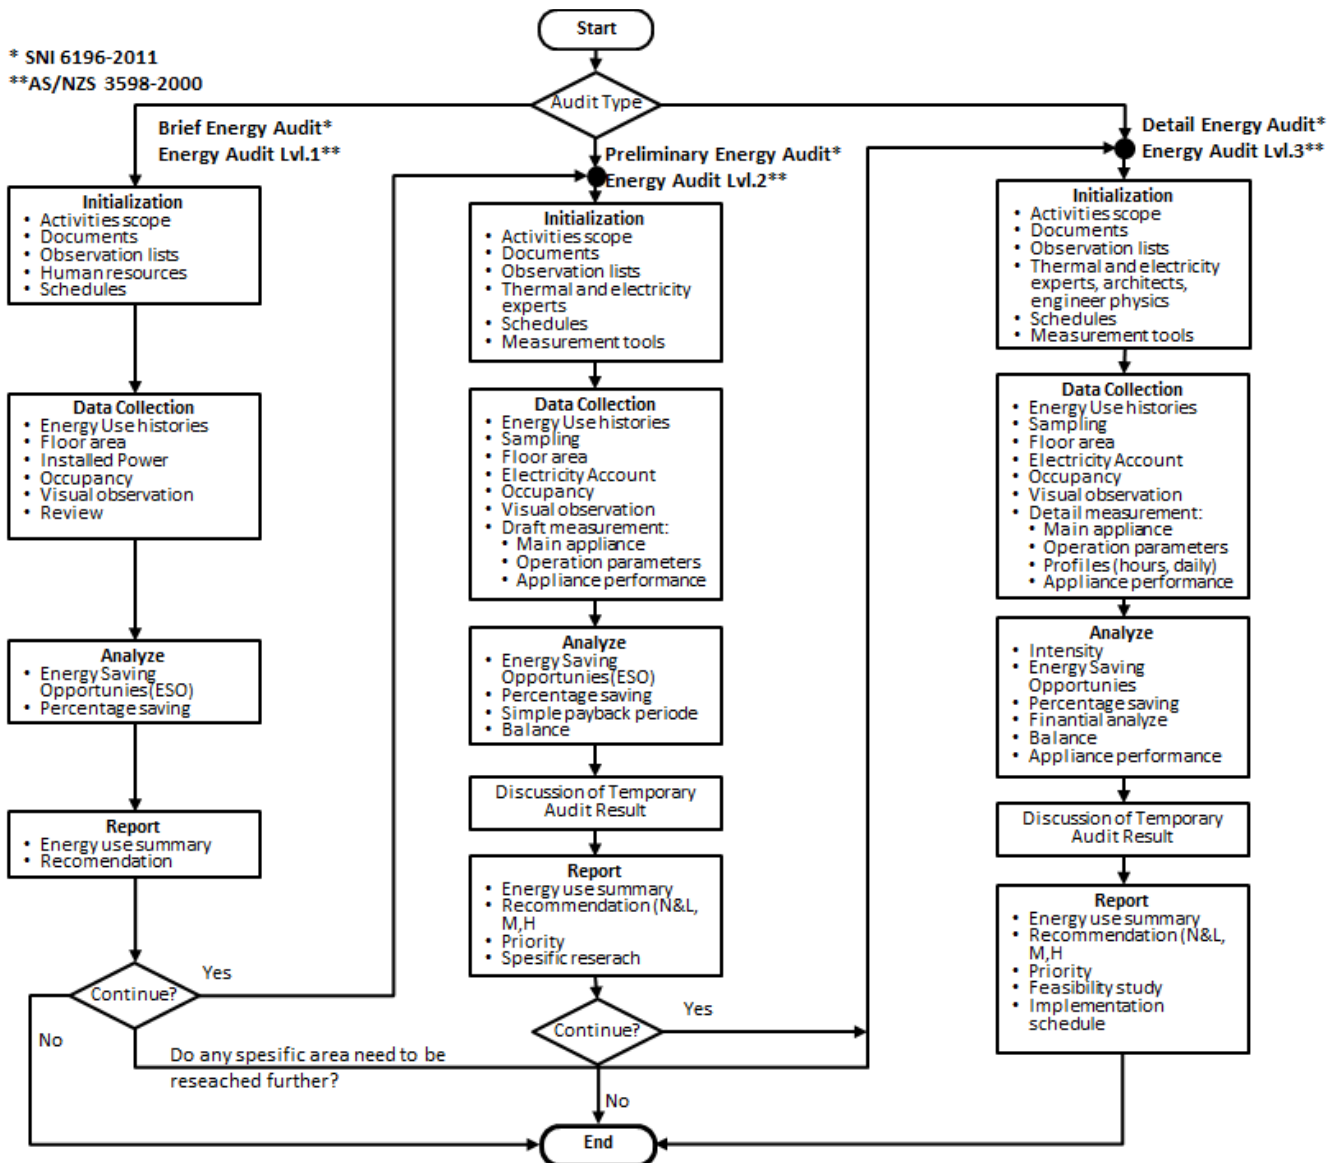 Start
* SNI 6196-2011
**AS/NZS 3598-2000
Audit Type
Brief Energy Audit*
Energy Audit Lvl.1**
Preliminary Energy Audit*
Energy Audit Lvl.2**
Detail Energy Audit*
Energy Audit Lvl.3**
Initialization
• Activities scope
• Documents
• Observation lists
• Human resources
• Schedules
Data Collection
• Energy Use histories
• Floor area
• Installed Power
• Occupancy
• Visual observation
• Review
Analyze
• Energy Saving
Opportunies(ESO)
• Percentage saving
Report
• Energy use summary
• Recomendation
Continue?
Yes
No
Do any spesific area need to be
reseached further?
Initialization
• Activities scope
• Documents
• Observation lists
• Thermal and electricity
experts
• Schedules
• Measurement tools
Data Collection
• Energy Use histories
• Sampling
• Floor area
• Electricity Account
• Occupancy
• Visual observation
• Draft measurement:
• Main appliance
• Operation parameters
• Appliance performance
Analyze
• Energy Saving
Opportunies(ESO)
• Percentage saving
• Simple payback periode
• Balance
Discussion of Temporary
Audit Result
Report
• Energy use summary
• Recommendation (N&L,
M,H
• Priority
• Spesific reserach
Continue?
Yes
No
Initialization
• Activities scope
• Documents
• Observation lists
• Thermal and electricity
experts, architects,
engineer physics
• Schedules
• Measurement tools
Data Collection
• Energy Use histories
• Sampling
• Floor area
• Electricity Account
• Occupancy
• Visual observation
• Detail measurement:
• Main appliance
• Operation parameters
• Profiles (hours, daily)
• Appliance performance
Analyze
• Intensity
• Energy Saving
Opportunies
• Percentage saving
• Finantial analyze
• Balance
• Appliance performance
Discussion of Temporary
Audit Result
Report
• Energy use summary
• Recommendation (N&L,
M,H
• Priority
• Feasibility study
• Implementation
schedule
End